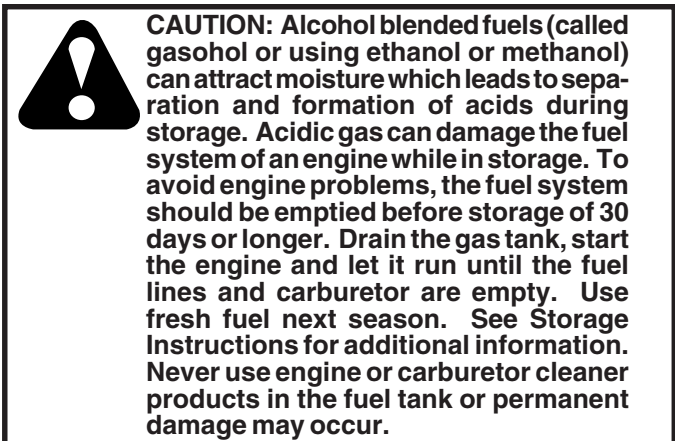 CAUTION: Alcohol blended fuels (called
gasohol or using ethanol or methanol)
can attract moisture which leads to sepa-
ration and formation of acids during
storage. Acidic gas can damage the fuel
system of an engine while in storage. To
avoid engine problems, the fuel system
should be emptied before storage of 30
days or longer. Drain the gas tank, start
the engine and let it run until the fuel
lines and carburetor are empty. Use
fresh fuel next season. See Storage
Instructions for additional information.
Never use engine or carburetor cleaner
products in the fuel tank or permanent
damage may occur.